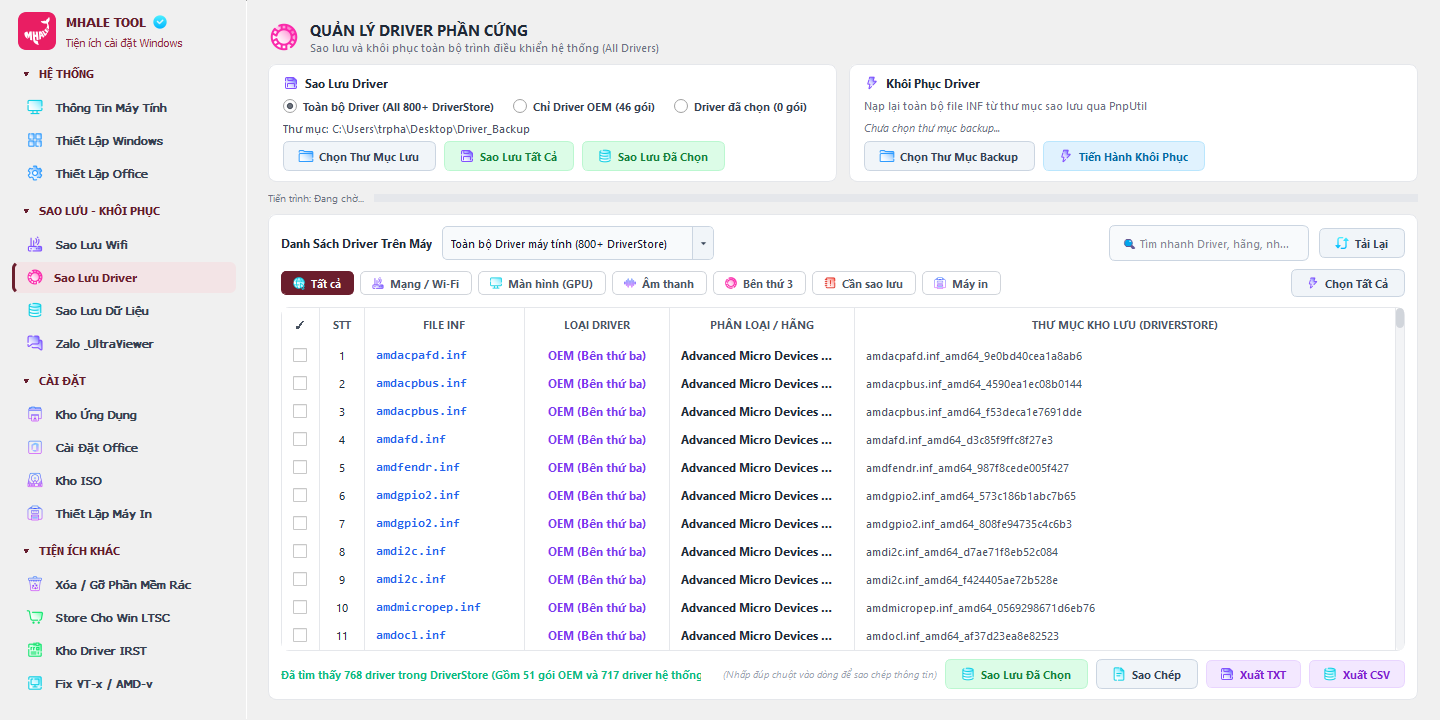 MHALE TOOL
Tiện ích cài đặt Windows
HỆ THỐNG
Thông Tin Máy Tính
Thiết Lập Windows
Thiết Lập Office
SAO LƯU - KHÔI PHỤC
Sao Lưu Wifi
Sao Lưu Driver
Sao Lưu Dữ Liệu
Zalo _UltraViewer
CÀI ĐẶT
Kho Ứng Dụng
Cài Đặt Office
Kho ISO
Thiết Lập Máy In
TIỆN ÍCH KHÁC
Xóa / Gỡ Phần Mềm Rác
Store Cho Win LTSC
Kho Driver IRST
Fix VT-x / AMD-v
QUẢN LÝ DRIVER PHẦN CỨNG
Sao lưu và khôi phục toàn bộ trình điều khiển hệ thống (All Drivers)
Sao Lưu Driver
Toàn bộ Driver (All 800+ DriverStore) Chỉ Driver OEM (46 gói) Driver đã chọn (0 gói)
Thư mục: C:\Users\trpha\Desktop\Driver_Backup
Chọn Thư Mục Lưu Sao Lưu Tất Cả Sao Lưu Đã Chọn
Khôi Phục Driver
Nạp lại toàn bộ file INF từ thư mục sao lưu qua PnpUtil
Chưa chọn thư mục backup...
Chọn Thư Mục Backup Tiến Hành Khôi Phục
Tiến trình: Đang chờ...
Danh Sách Driver Trên Máy Toàn bộ Driver máy tính (800+ DriverStore) Tìm nhanh Driver, hãng, nh... Tải Lại
Tất cả Mạng / Wi-Fi Màn hình (GPU) Âm thanh Bên thứ 3 Cần sao lưu Máy in Chọn Tất Cả
✓ STT FILE INF LOẠI DRIVER PHÂN LOẠI / HÃNG THƯ MỤC KHO LƯU (DRIVERSTORE)
1 amdacpafd.inf OEM (Bên thứ ba) Advanced Micro Devices ... amdacpafd.inf_amd64_9e0bd40cea1a8ab6
2 amdacpbus.inf OEM (Bên thứ ba) Advanced Micro Devices ... amdacpbus.inf_amd64_4590ea1ec08b0144
3 amdacpbus.inf OEM (Bên thứ ba) Advanced Micro Devices ... amdacpbus.inf_amd64_f53deca1e7691dde
4 amdafd.inf OEM (Bên thứ ba) Advanced Micro Devices ... amdafd.inf_amd64_d3c85f9ffc8f27e3
5 amdfendr.inf OEM (Bên thứ ba) Advanced Micro Devices ... amdfendr.inf_amd64_987f8cede005f427
6 amdgpio2.inf OEM (Bên thứ ba) Advanced Micro Devices ... amdgpio2.inf_amd64_573c186b1abc7b65
7 amdgpio2.inf OEM (Bên thứ ba) Advanced Micro Devices ... amdgpio2.inf_amd64_808fe94735c4c6b3
8 amdi2c.inf OEM (Bên thứ ba) Advanced Micro Devices ... amdi2c.inf_amd64_d7ae71f8eb52c084
9 amdi2c.inf OEM (Bên thứ ba) Advanced Micro Devices ... amdi2c.inf_amd64_f424405ae72b528e
10 amdmicropep.inf OEM (Bên thứ ba) Advanced Micro Devices ... amdmicropep.inf_amd64_0569298671d6eb76
11 amdocl.inf OEM (Bên thứ ba) Advanced Micro Devices ... amdocl.inf_amd64_af37d23ea8e82523
Đã tìm thấy 768 driver trong DriverStore (Gồm 51 gói OEM và 717 driver hệ thống (Nhấp đúp chuột vào dòng để sao chép thông tin) Sao Lưu Đã Chọn Sao Chép Xuất TXT Xuất CSV